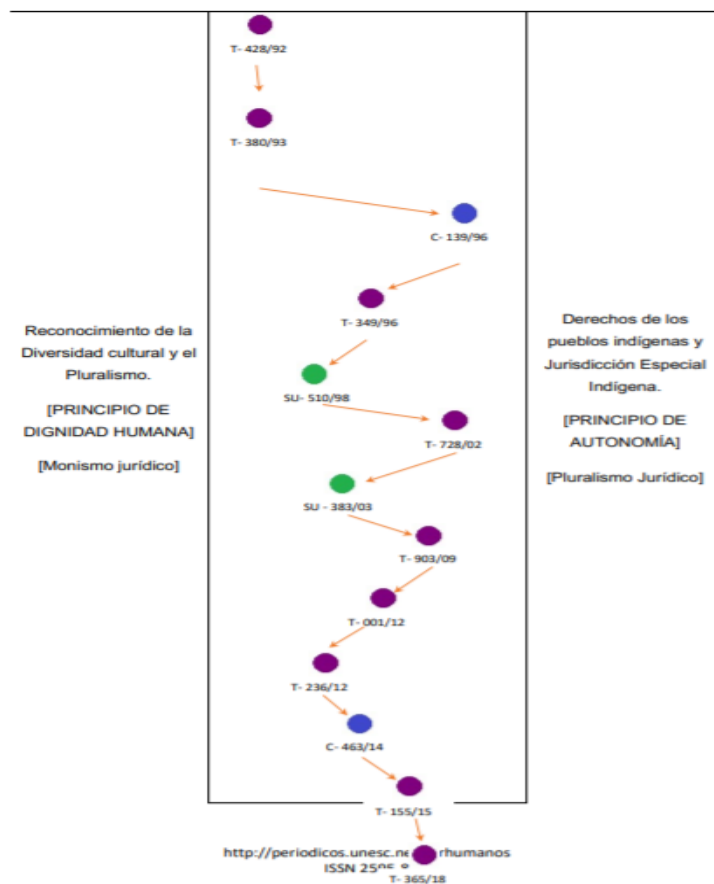 T- 428/92
T- 380/93
C- 139/96
T- 349/96
SU- 510/98
T- 728/02
SU - 383/03
T- 903/09
T- 001/12
T- 236/12
C- 463/14
T- 155/15
T- 365/18
Reconocimiento de la
Diversidad cultural y el
Pluralismo.
[PRINCIPIO DE
DIGNIDAD HUMANA]
[Monismo jurídico]
Derechos de los
pueblos indígenas y
Jurisdicción Especial
Indígena.
[PRINCIPIO DE
AUTONOMÍA]
[Pluralismo Jurídico]
http://periodicos.unesc.ne rhumanos
ISSN